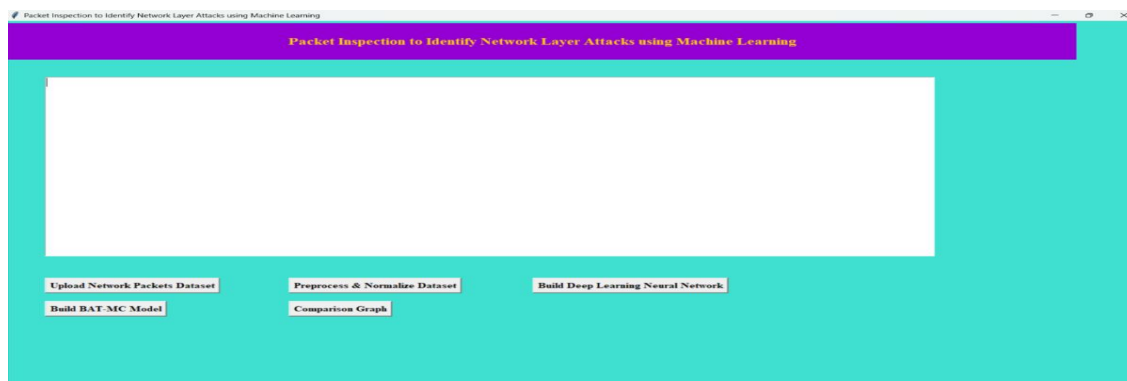 Packet Inspection to Identify Network Layer Attacks using Machine Learning
Packet Inspection to Identify Network Layer Attacks using Machine Learning
Upload Network Packets Dataset
Preprocess & Normalize Dataset
Build Deep Learning Neural Network
Build BAT-MC Model
Comparison Graph